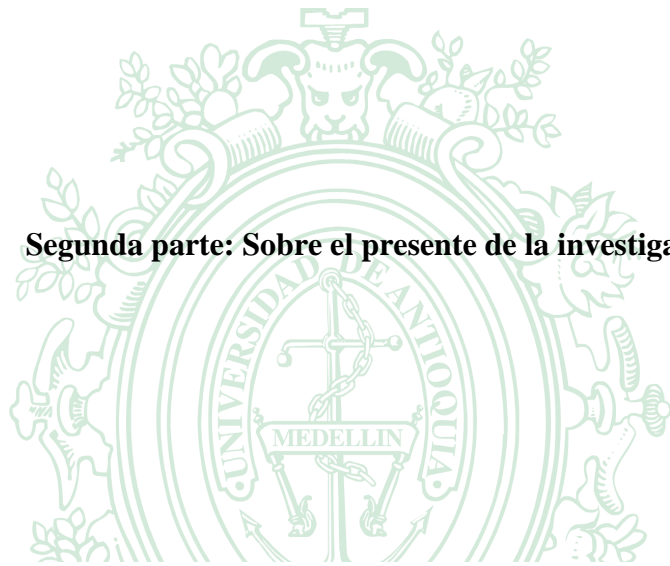 Segunda parte: Sobre el presente de la investiga
UNIVERSIDAD DE ANTIOQUIA
MEDELLIN